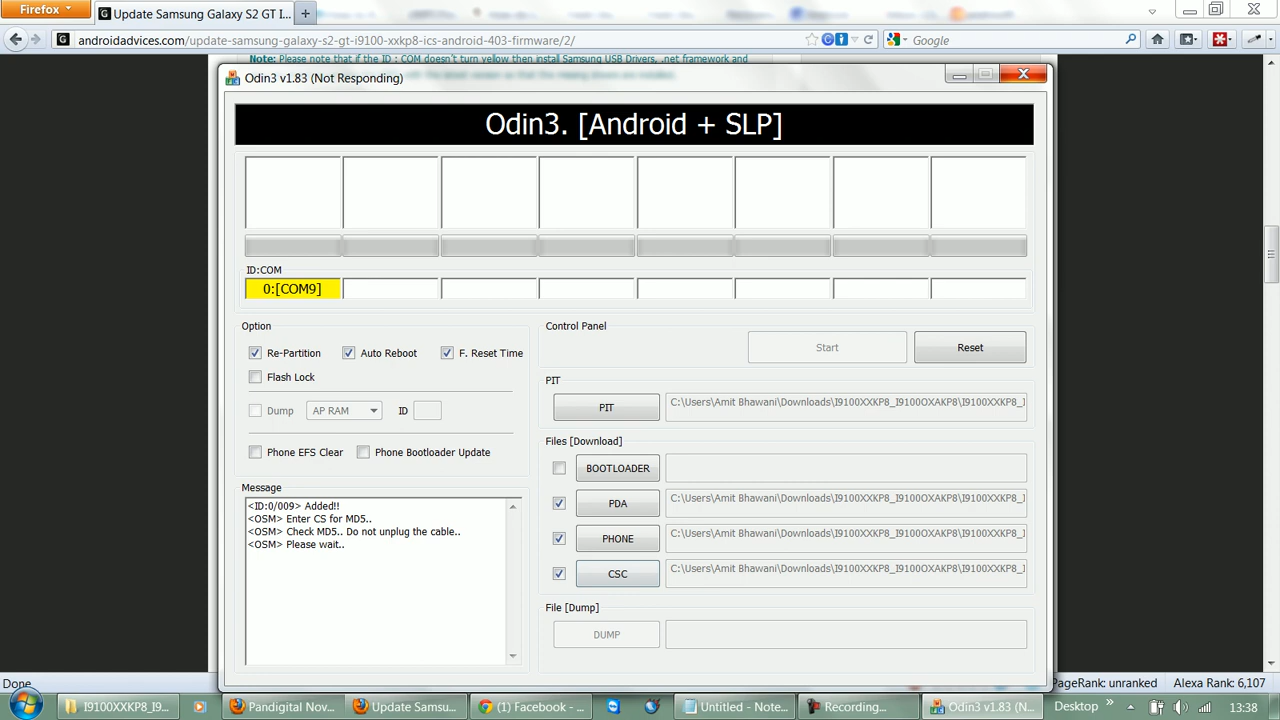 Firefox
Update Samsung Galaxy S2 GT I...
androidadvices.com/update-samsung-galaxy-s2-gt-i9100-xxkp8-ics-android-403-firmware/2/
Google
Note: Please note that if the ID : COM doesn't turn yellow then install Samsung USB Drivers, .net framework and
Odin3 v1.83 (Not Responding)
Odin3. [Android + SLP]
ID:COM
0:[COM9]
Option
Re-Partition
Auto Reboot
F. Reset Time
Flash Lock
Dump
AP RAM
ID
Phone EFS Clear
Phone Bootloader Update
Message
<ID:0/009> Added!!
<OSM> Enter CS for MD5..
<OSM> Check MD5.. Do not unplug the cable..
<OSM> Please wait..
Control Panel
Start
Reset
PIT
PIT
C:\Users\Amit Bhawani\Downloads\I9100XXKP8_I9100OXAKP8\I9100XXKP8_I
Files [Download]
BOOTLOADER
PDA
C:\Users\Amit Bhawani\Downloads\I9100XXKP8_I9100OXAKP8\I9100XXKP8_I
PHONE
C:\Users\Amit Bhawani\Downloads\I9100XXKP8_I9100OXAKP8\I9100XXKP8_I
CSC
C:\Users\Amit Bhawani\Downloads\I9100XXKP8_I9100OXAKP8\I9100XXKP8_I
File [Dump]
DUMP
Done
PageRank: unranked
Alexa Rank: 6,107
I9100XXKP8_I9...
Pandigital Nov...
Update Samsu...
(1) Facebook - ...
Untitled - Note...
Recording...
Odin3 v1.83 (N...
Desktop
13:38